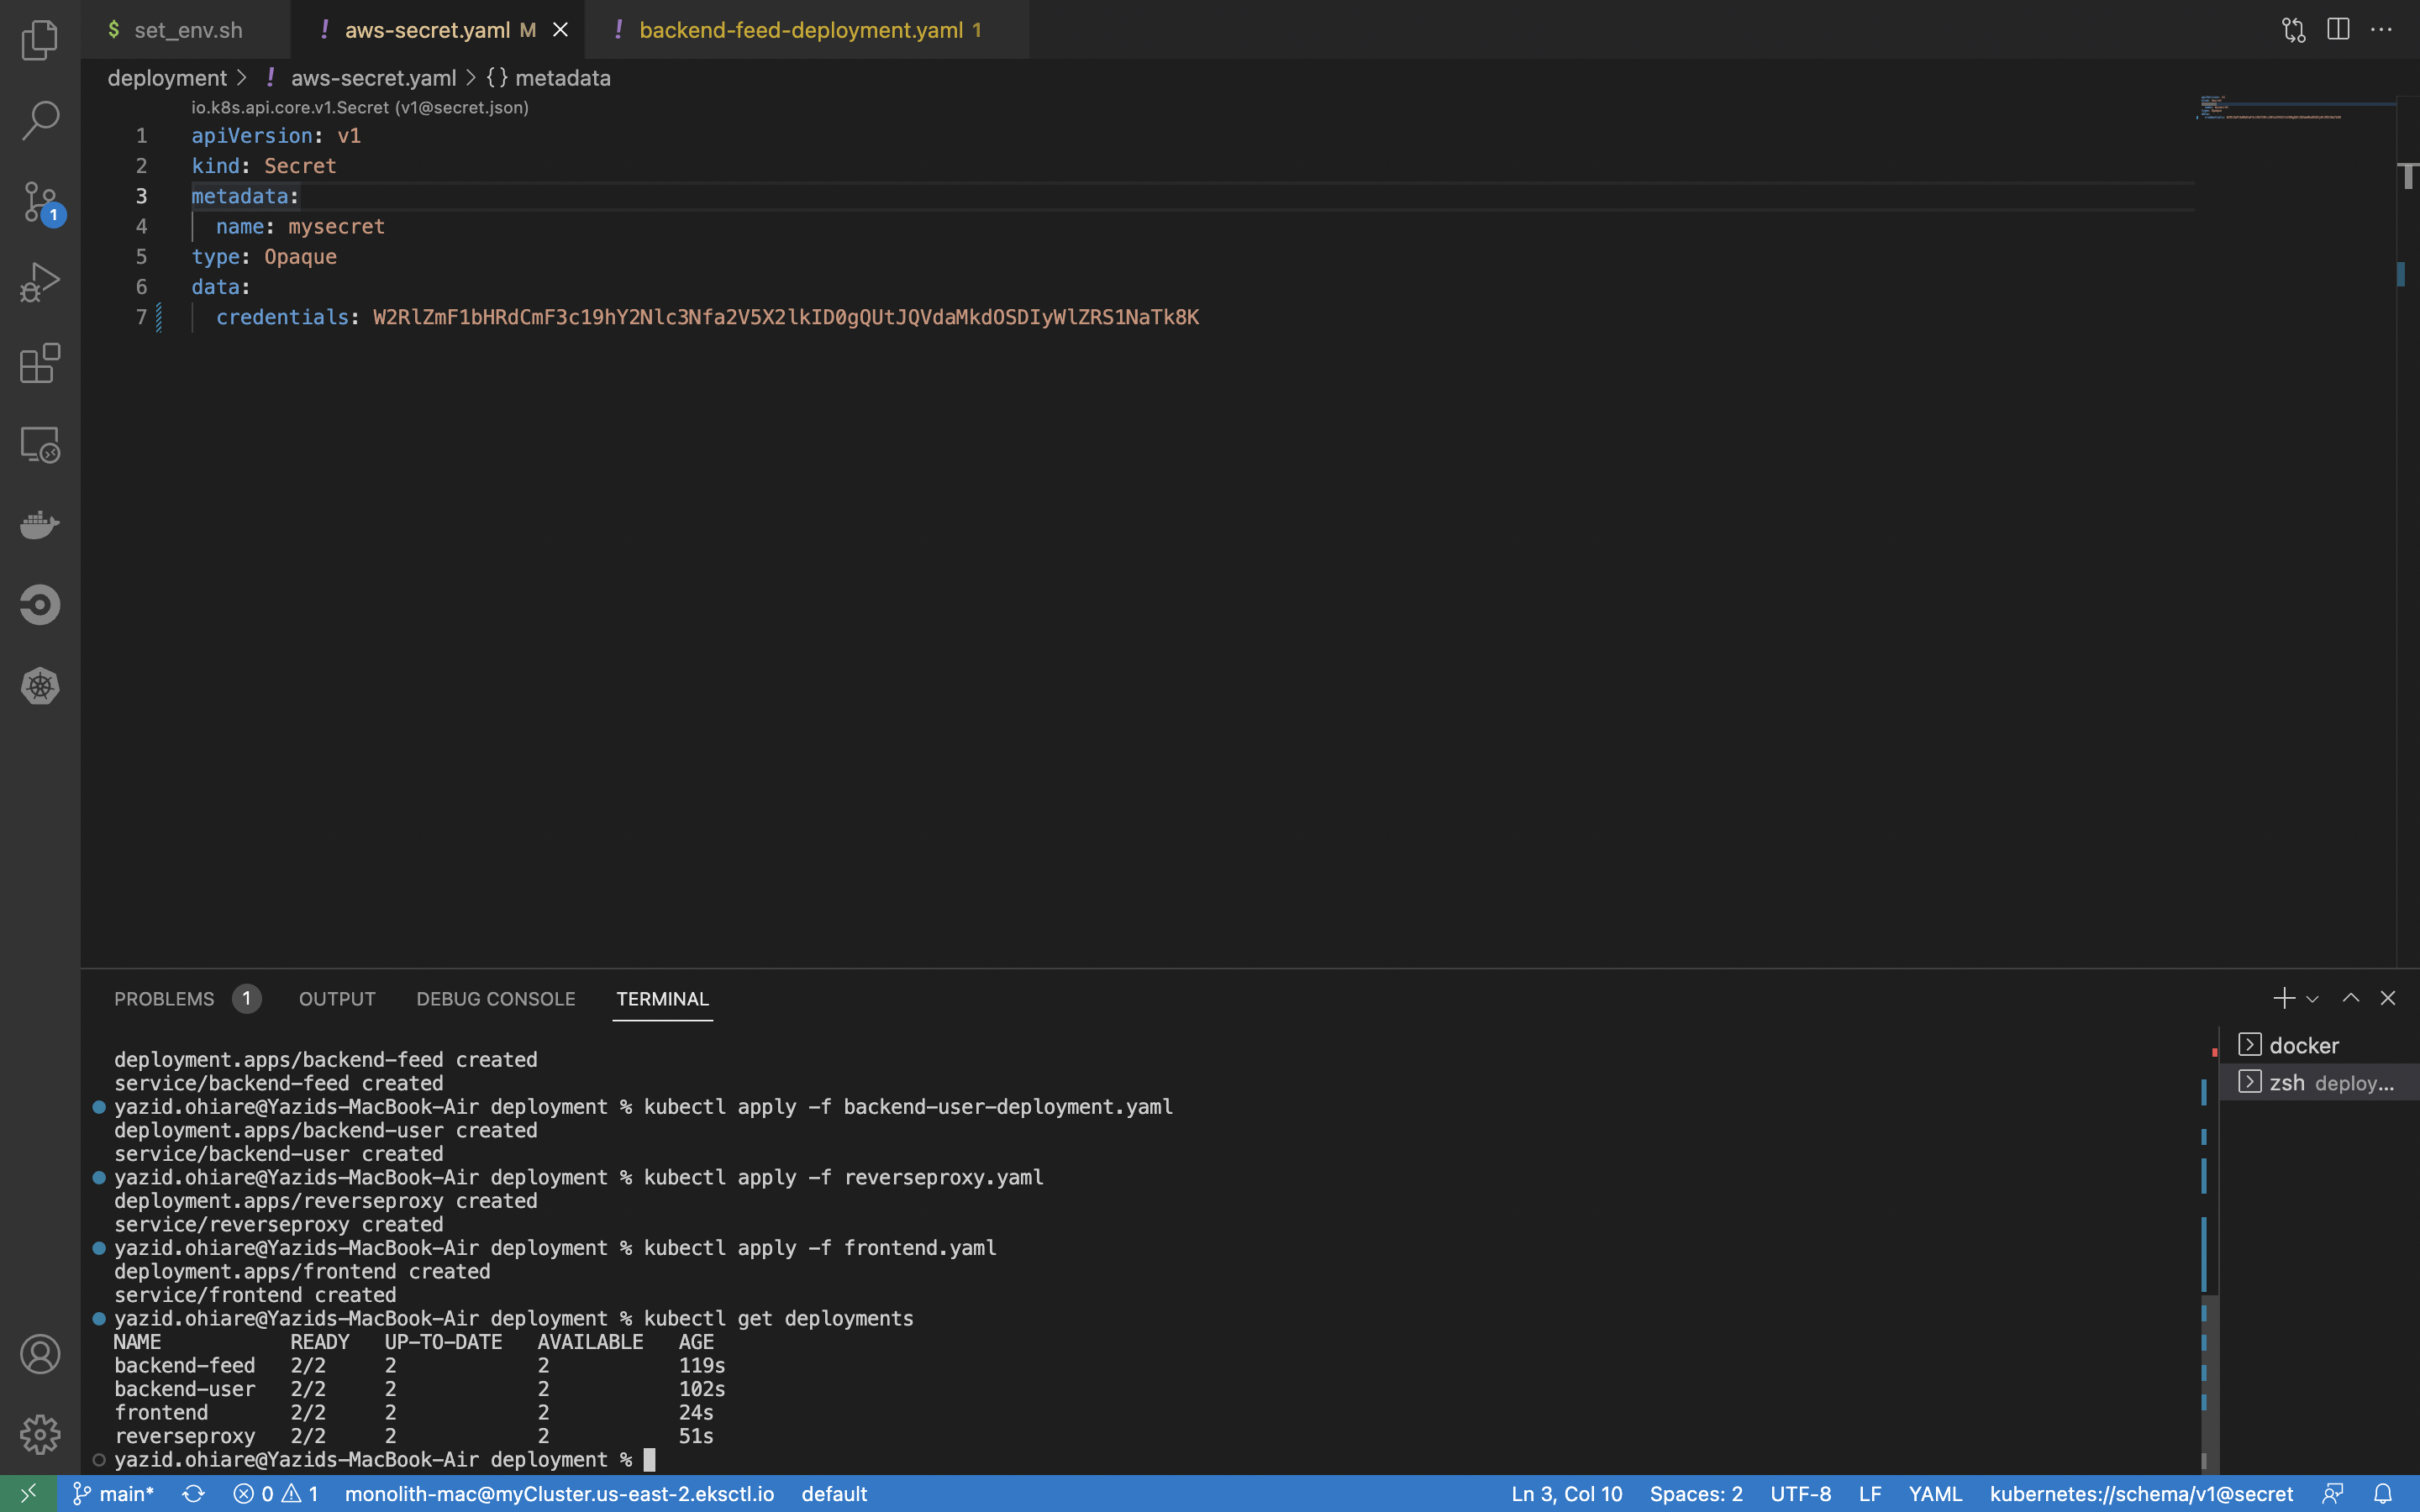 $ set_env.sh
! aws-secret.yaml M
! backend-feed-deployment.yaml 1
deployment > ! aws-secret.yaml > {} metadata
io.k8s.api.core.v1.Secret (v1@secret.json)
1 apiVersion: v1
2 kind: Secret
3 metadata:
4 name: mysecret
5 type: Opaque
6 data:
7 credentials: W2RlZmF1bHRdCmF3c19hY2Nlc3Nfa2V5X2lkID0gQUtJQVdaMkdOSDIyWlZRS1NaTk8K
1
PROBLEMS 1 OUTPUT DEBUG CONSOLE TERMINAL
deployment.apps/backend-feed created
service/backend-feed created
yazid.ohiare@Yazids-MacBook-Air deployment % kubectl apply -f backend-user-deployment.yaml
deployment.apps/backend-user created
service/backend-user created
yazid.ohiare@Yazids-MacBook-Air deployment % kubectl apply -f reverseproxy.yaml
deployment.apps/reverseproxy created
service/reverseproxy created
yazid.ohiare@Yazids-MacBook-Air deployment % kubectl apply -f frontend.yaml
deployment.apps/frontend created
service/frontend created
yazid.ohiare@Yazids-MacBook-Air deployment % kubectl get deployments
NAME READY UP-TO-DATE AVAILABLE AGE
backend-feed 2/2 2 2 119s
backend-user 2/2 2 2 102s
frontend 2/2 2 2 24s
reverseproxy 2/2 2 2 51s
yazid.ohiare@Yazids-MacBook-Air deployment %
docker
zsh deploy...
main* 0 1 monolith-mac@myCluster.us-east-2.eksctl.io default
Ln 3, Col 10 Spaces: 2 UTF-8 LF YAML kubernetes://schema/v1@secret